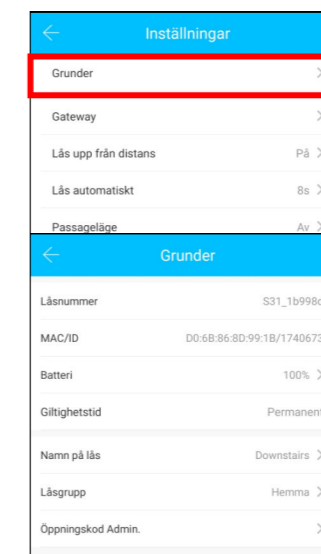 Inställningar
Grunder
Gateway
Lås upp från distans På
Lås automatiskt 8s
Passageläge Av
Grunder
Låsnummer S31_1b998c
MAC/ID D0:6B:86:8D:99:1B/1740673
Batteri 100%
Giltighetstid Permanent
Namn på lås Downstairs
Låsgrupp Hemma
Öppningskod Admin.